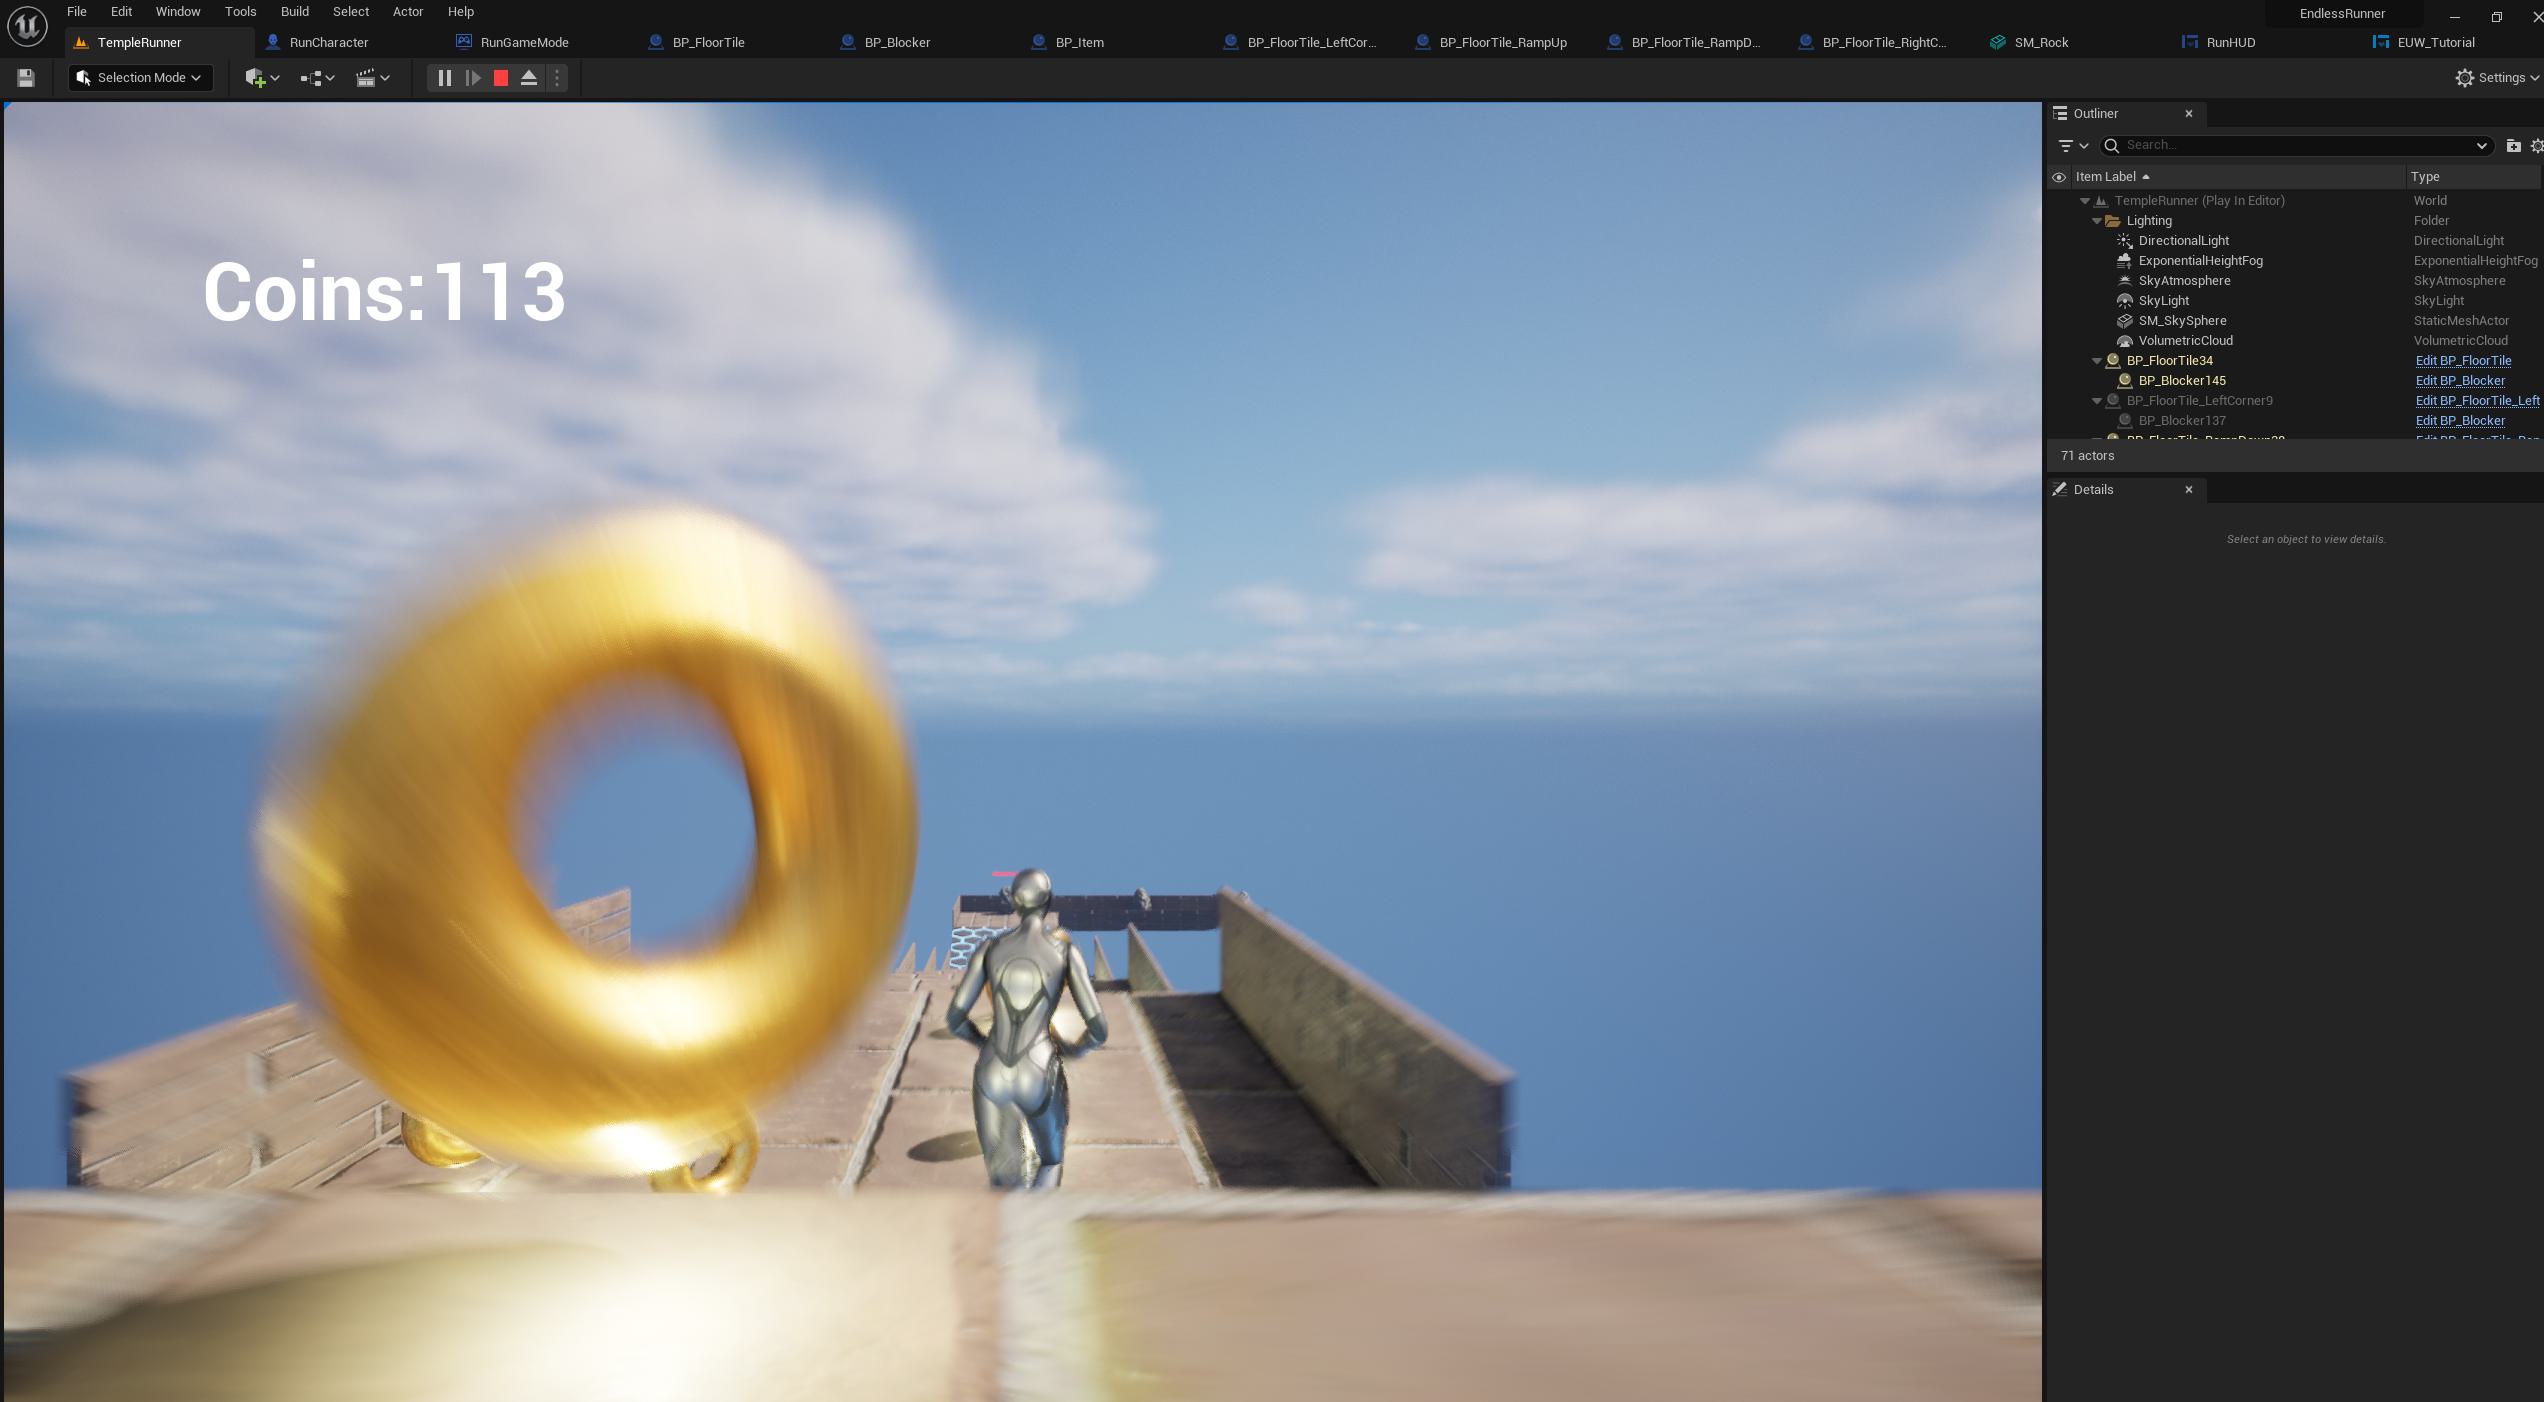 File Edit Window Tools Build Select Actor Help
EndlessRunner
TempleRunner RunCharacter RunGameMode BP_FloorTile BP_Blocker BP_Item BP_FloorTile_LeftCor... BP_FloorTile_RampUp BP_FloorTile_RampD... BP_FloorTile_RightC... SM_Rock RunHUD EUW_Tutorial
Selection Mode
Settings
Coins:113
Outliner
Search...
Item Label Type
TempleRunner (Play In Editor) World
Lighting Folder
DirectionalLight DirectionalLight
ExponentialHeightFog ExponentialHeightFog
SkyAtmosphere SkyAtmosphere
SkyLight SkyLight
SM_SkySphere StaticMeshActor
VolumetricCloud VolumetricCloud
BP_FloorTile34 Edit BP_FloorTile
BP_Blocker145 Edit BP_Blocker
BP_FloorTile_LeftCorner9 Edit BP_FloorTile_Left
BP_Blocker137 Edit BP_Blocker
71 actors
Details
Select an object to view details.